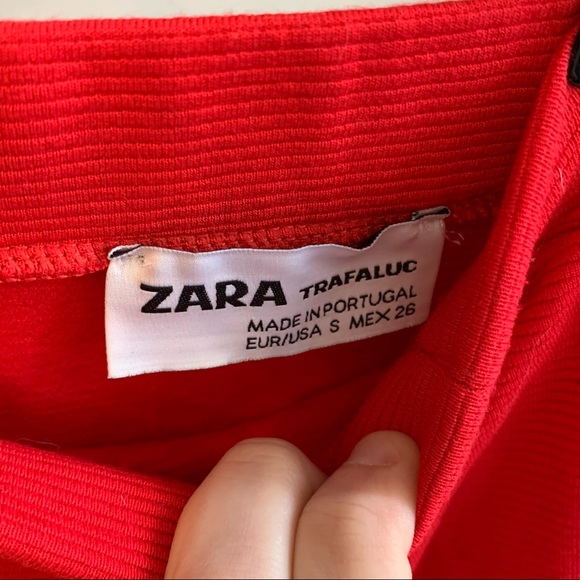 ZARA TRAFALUC
MADE IN PORTUGAL
EUR/USA S MEX 26